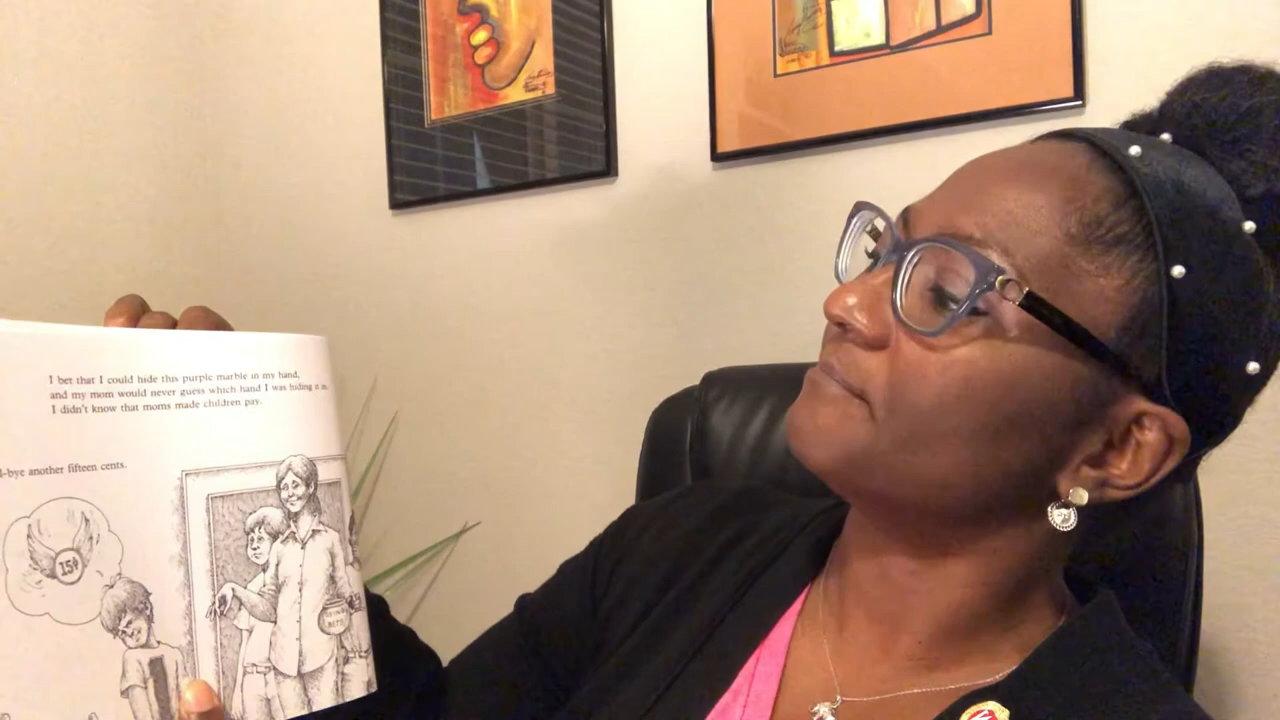 I bet that I could hide this purple marble in my hand,
and my mom would never guess which hand I was hiding it in.
I didn't know that moms made children pay.
-bye another fifteen cents.
15¢